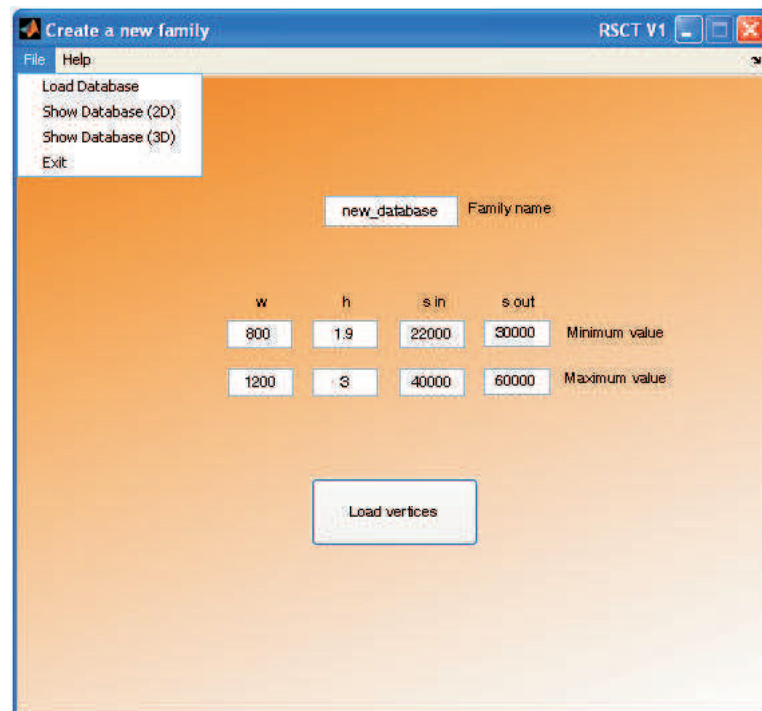 Create a new family RSCT V1
File Help
Load Database
Show Database (2D)
Show Database (3D)
Exit
new_database Family name
w h s in s out
800 1.9 22000 30000 Minimum value
1200 3 40000 60000 Maximum value
Load vertices